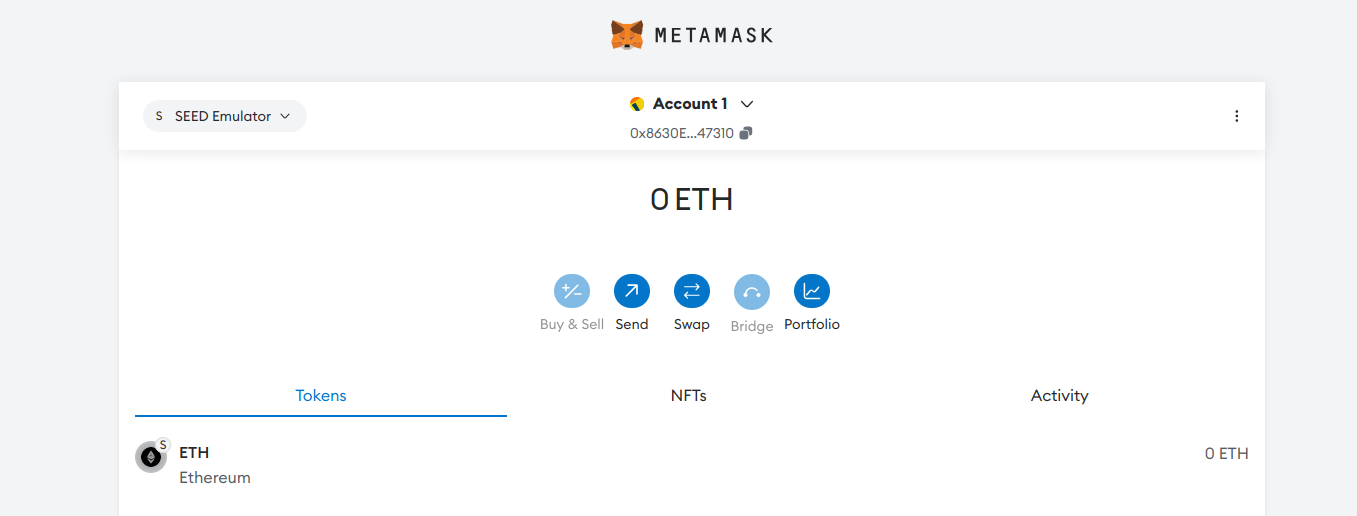 METAMASK
S SEED Emulator
Account 1
0x8630E...47310
0 ETH
Buy & Sell Send Swap Bridge Portfolio
Tokens NFTs Activity
S
ETH 0 ETH
Ethereum